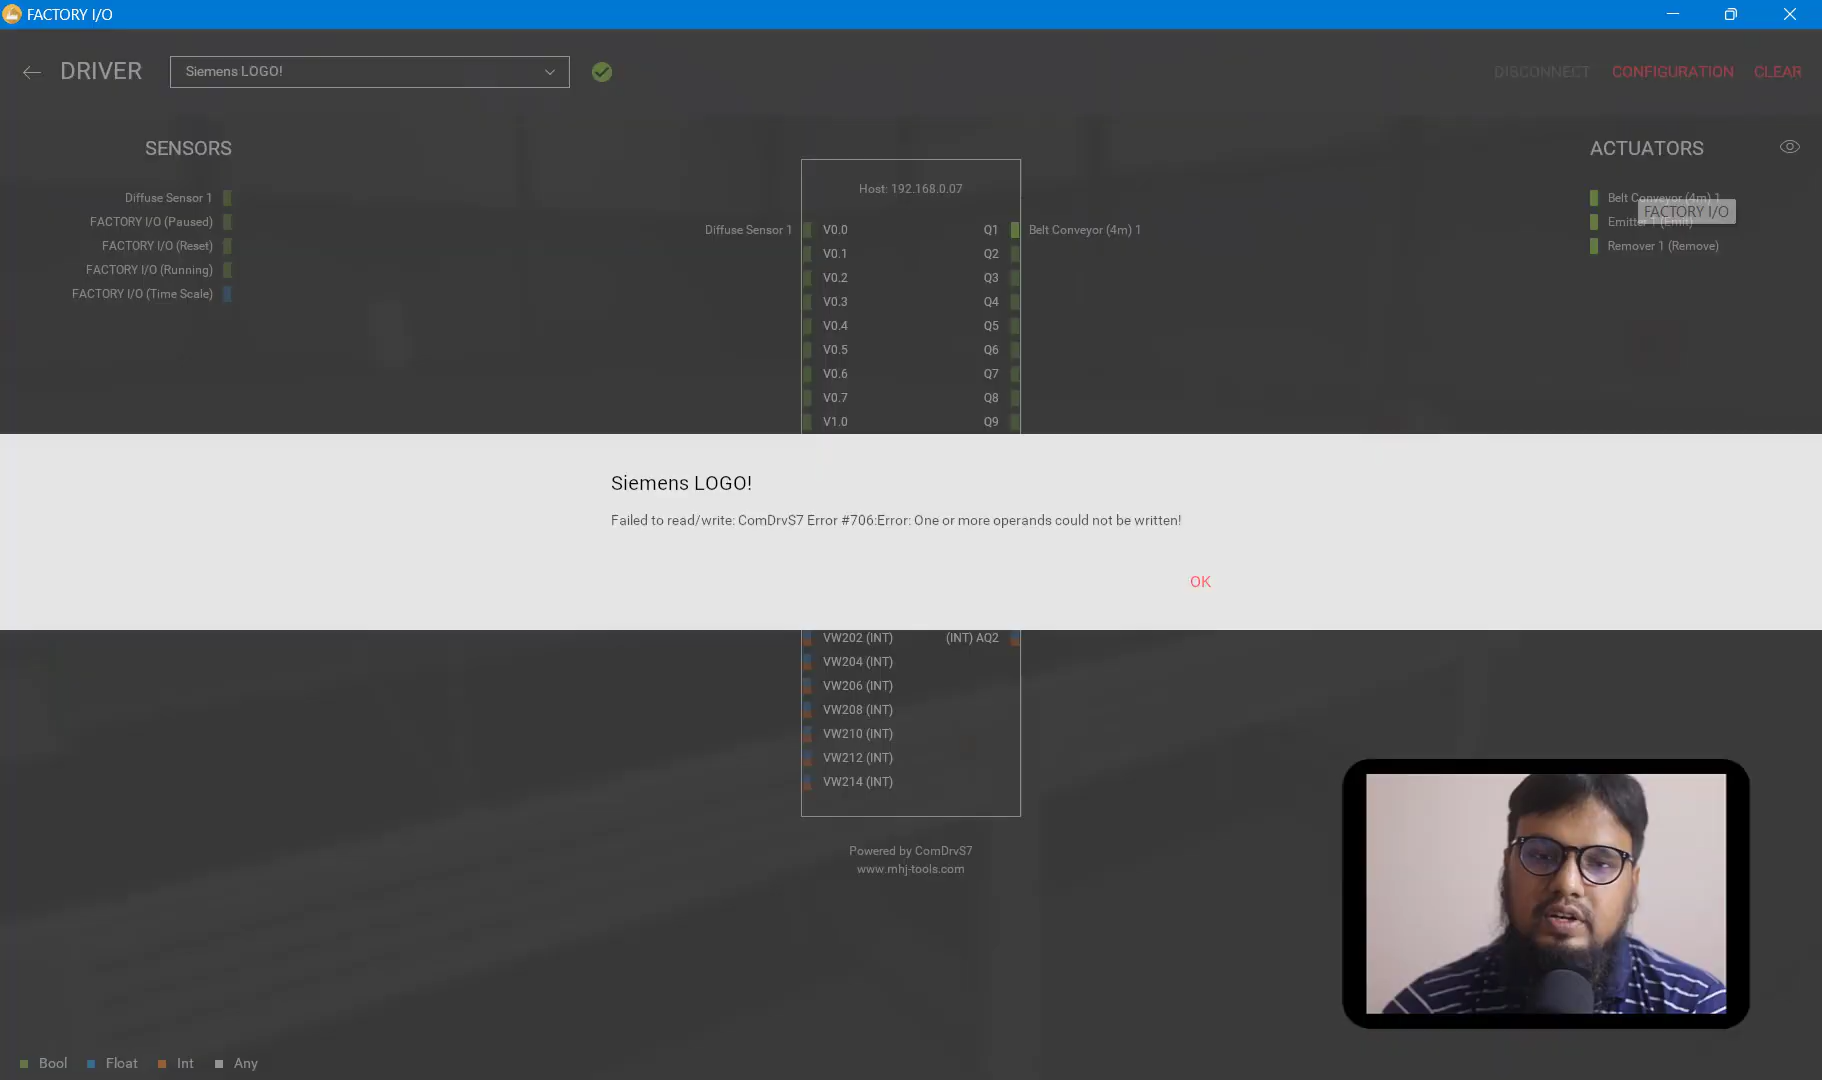 FACTORY I/O
DRIVER
Siemens LOGO!
DISCONNECT
CONFIGURATION
CLEAR
SENSORS
Diffuse Sensor 1
FACTORY I/O (Paused)
FACTORY I/O (Reset)
FACTORY I/O (Running)
FACTORY I/O (Time Scale)
Host: 192.168.0.07
Diffuse Sensor 1 V0.0 Q1 Belt Conveyor (4m) 1
V0.1 Q2
V0.2 Q3
V0.3 Q4
V0.4 Q5
V0.5 Q6
V0.6 Q7
V0.7 Q8
V1.0 Q9
ACTUATORS
Belt Conveyor (4m) 1
FACTORY I/O
Emitter 1 (Emit)
Remover 1 (Remove)
Siemens LOGO!
Failed to read/write: ComDrvS7 Error #706:Error: One or more operands could not be written!
OK
VW202 (INT) (INT) AQ2
VW204 (INT)
VW206 (INT)
VW208 (INT)
VW210 (INT)
VW212 (INT)
VW214 (INT)
Powered by ComDrvS7
www.mhj-tools.com
Bool Float Int Any